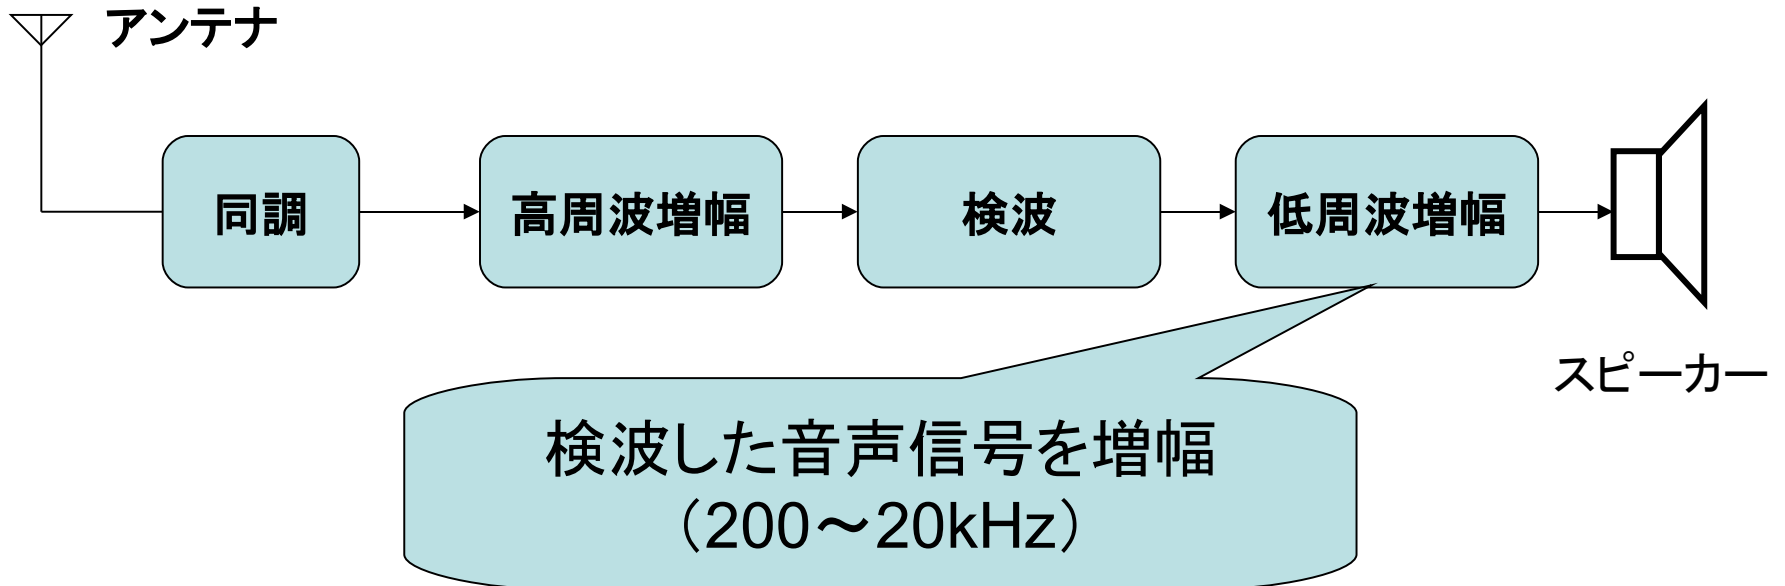 アンテナ
同調
高周波増幅
検波
低周波増幅
スピーカー
検波した音声信号を増幅
（200～20kHz）